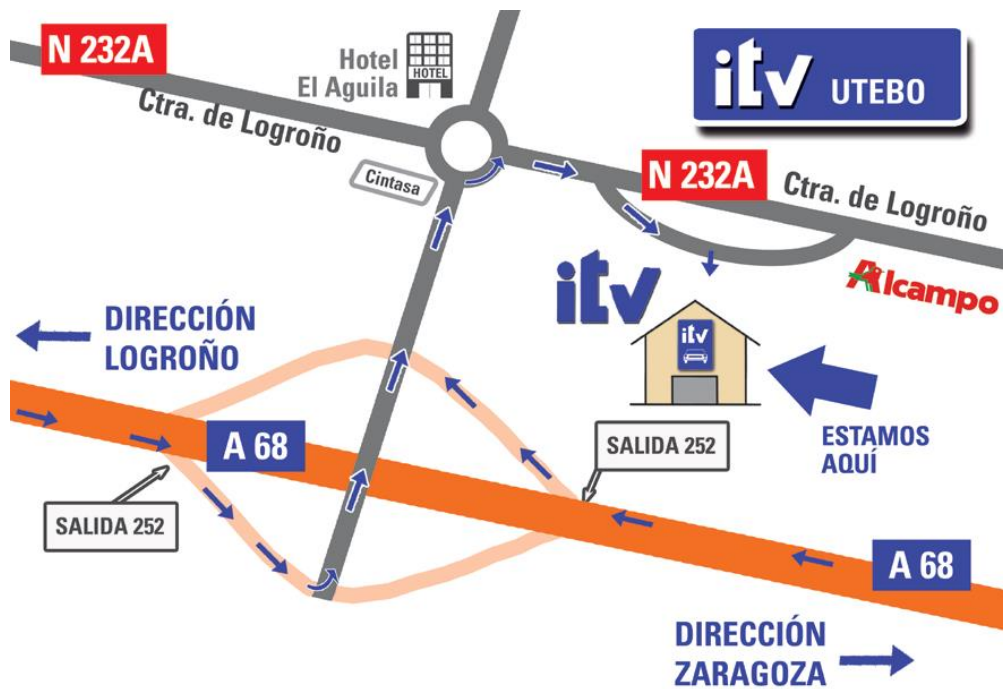 N 232A
Ctra. de Logroño
Hotel
El Aguila
HOTEL
itv UTEBO
Cintasa
N 232A
Ctra. de Logroño
itv
Alcampo
itv
DIRECCIÓN
LOGROÑO
A 68
SALIDA 252
SALIDA 252
ESTAMOS
AQUÍ
A 68
DIRECCIÓN
ZARAGOZA